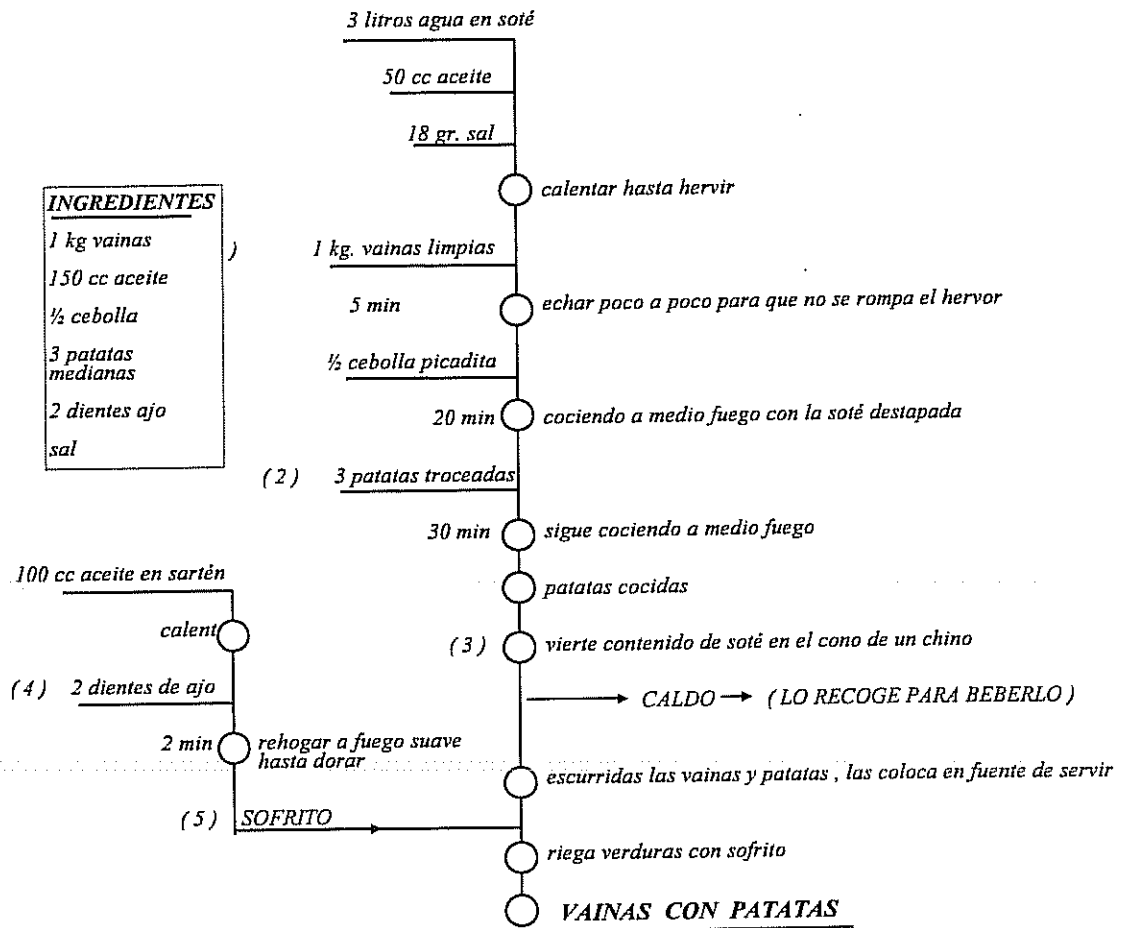 3 litros agua en soté
50 cc aceite
18 gr. sal
calentar hasta hervir
INGREDIENTES
1 kg vainas
150 cc aceite
½ cebolla
3 patatas
medianas
2 dientes ajo
sal
) 1 kg. vainas limpias
5 min echar poco a poco para que no se rompa el hervor
½ cebolla picadita
20 min cociendo a medio fuego con la soté destapada
( 2 ) 3 patatas troceadas
30 min sigue cociendo a medio fuego
patatas cocidas
( 3 ) vierte contenido de soté en el cono de un chino
CALDO ( LO RECOGE PARA BEBERLO )
100 cc aceite en sartén
calent
( 4 ) 2 dientes de ajo
2 min rehogar a fuego suave
hasta dorar
( 5 ) SOFRITO
escurridas las vainas y patatas , las coloca en fuente de servir
riega verduras con sofrito
VAINAS CON PATATAS